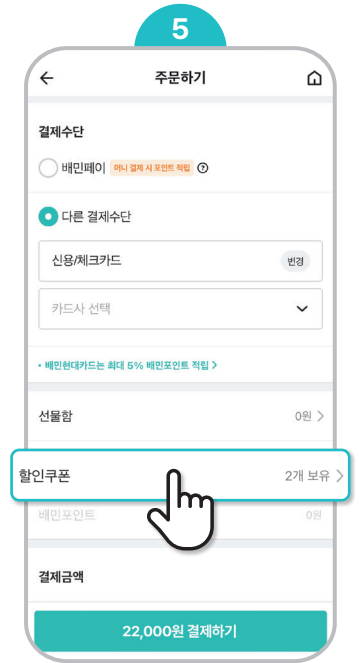 5
주문하기
결제수단
배민페이 머니 결제 시 포인트 적립 ?
다른 결제수단
신용/체크카드 변경
카드사 선택
• 배민현대카드는 최대 5% 배민포인트 적립 >
선물함 0원 >
할인쿠폰 2개 보유 >
배민포인트 0원
결제금액
22,000원 결제하기